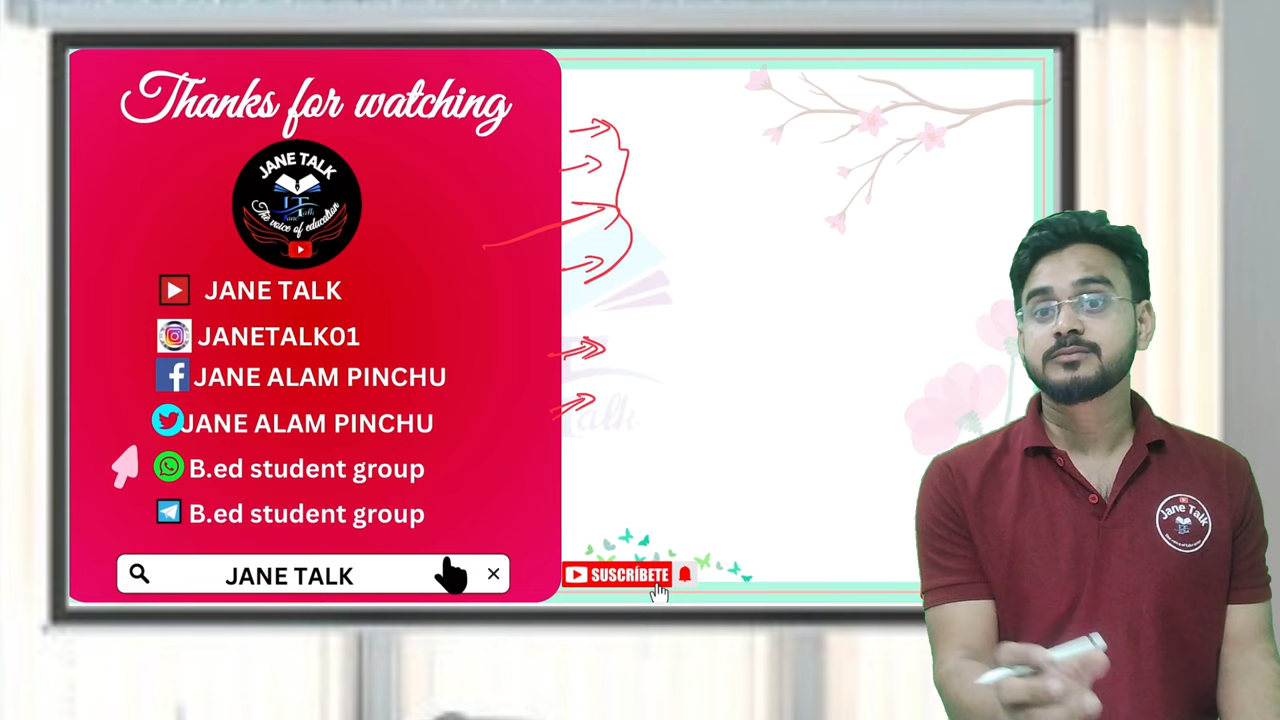 Thanks for watching
JANE TALK
The voice of education
JANE TALK
JANETALK01
JANE ALAM PINCHU
JANE ALAM PINCHU
B.ed student group
B.ed student group
JANE TALK
SUSCRÍBETE
Talk
Jane Talk